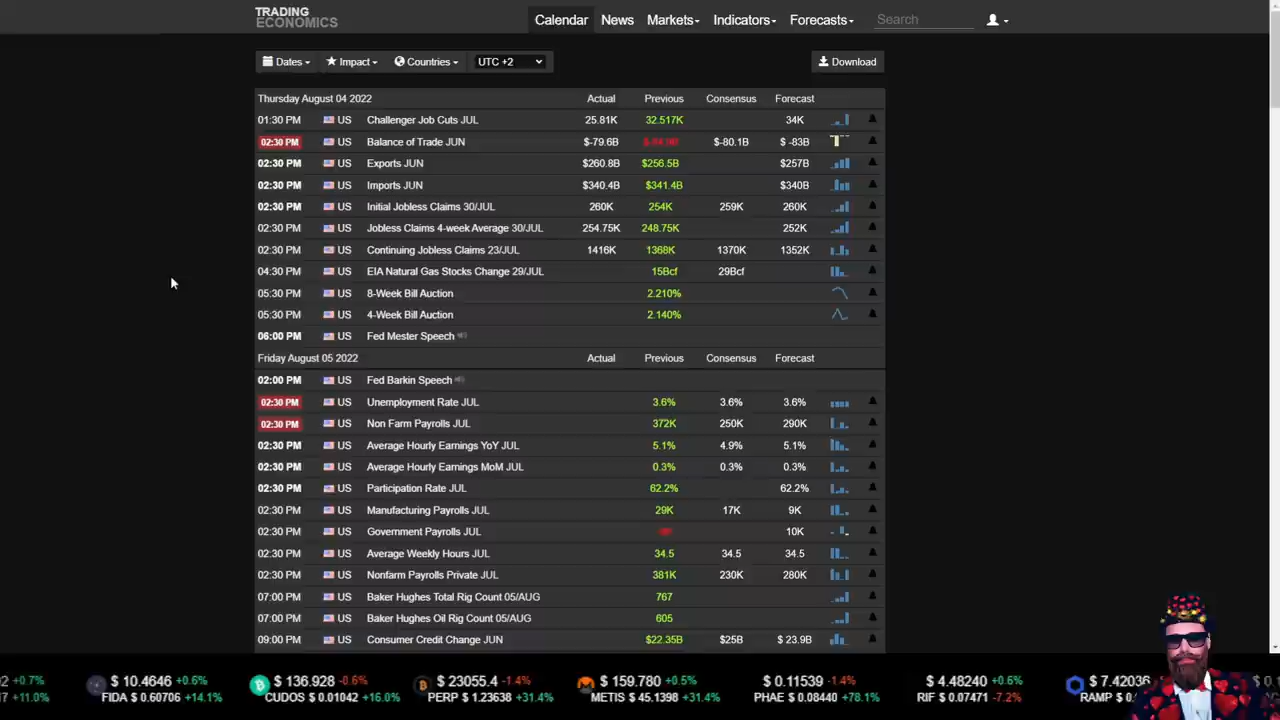 TRADING
ECONOMICS
Calendar News Markets Indicators Forecasts Search
Dates Impact Countries UTC +2 Download
Thursday August 04 2022 Actual Previous Consensus Forecast
01:30 PM US Challenger Job Cuts JUL 25.81K 32.517K 34K
02:30 PM US Balance of Trade JUN $-79.6B $-80.1B $ -83B
02:30 PM US Exports JUN $260.8B $256.5B $257B
02:30 PM US Imports JUN $340.4B $341.4B $340B
02:30 PM US Initial Jobless Claims 30/JUL 260K 254K 259K 260K
02:30 PM US Jobless Claims 4-week Average 30/JUL 254.75K 248.75K 252K
02:30 PM US Continuing Jobless Claims 23/JUL 1416K 1368K 1370K 1352K
04:30 PM US EIA Natural Gas Stocks Change 29/JUL 15Bcf 29Bcf
05:30 PM US 8-Week Bill Auction 2.210%
05:30 PM US 4-Week Bill Auction 2.140%
06:00 PM US Fed Mester Speech
Friday August 05 2022 Actual Previous Consensus Forecast
02:00 PM US Fed Barkin Speech
02:30 PM US Unemployment Rate JUL 3.6% 3.6% 3.6%
02:30 PM US Non Farm Payrolls JUL 372K 250K 290K
02:30 PM US Average Hourly Earnings YoY JUL 5.1% 4.9% 5.1%
02:30 PM US Average Hourly Earnings MoM JUL 0.3% 0.3% 0.3%
02:30 PM US Participation Rate JUL 62.2% 62.2%
02:30 PM US Manufacturing Payrolls JUL 29K 17K 9K
02:30 PM US Government Payrolls JUL 10K
02:30 PM US Average Weekly Hours JUL 34.5 34.5 34.5
02:30 PM US Nonfarm Payrolls Private JUL 381K 230K 280K
07:00 PM US Baker Hughes Total Rig Count 05/AUG 767
07:00 PM US Baker Hughes Oil Rig Count 05/AUG 605
09:00 PM US Consumer Credit Change JUN $22.35B $25B $ 23.9B
+0.7% $ 10.4646 +0.6% $ 136.928 -0.6% $ 23055.4 -1.4% $ 159.780 +0.5% $ 0.11539 -1.4% $ 4.48240 +0.6% $ 7.42036
+11.0% FIDA $ 0.60706 +14.1% CUDOS $ 0.01042 +16.0% PERP $ 1.23638 +31.4% METIS $ 45.1398 +31.4% PHAE $ 0.08440 +78.1% RIF $ 0.07471 -7.2% RAMP